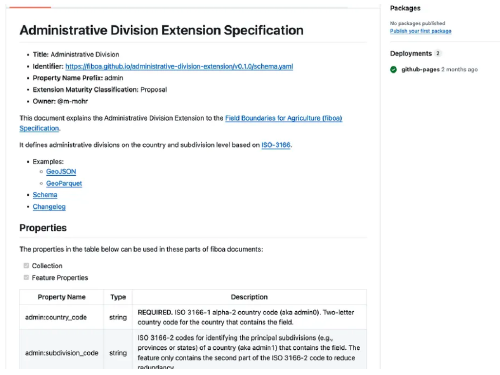 Administrative Division Extension Specification
Title: Administrative Division
Identifier: https://fiboa.github.io/administrative-division-extension/v0.1.0/schema.yaml
Property Name Prefix: admin
Extension Maturity Classification: Proposal
Owner: @m-mohr
This document explains the Administrative Division Extension to the Field Boundaries for Agriculture (fiboa)
Specification.
It defines administrative divisions on the country and subdivision level based on ISO-3166.
Examples:
GeoJSON
GeoParquet
Schema
Changelog
Properties
The properties in the table below can be used in these parts of fiboa documents:
Collection
Feature Properties
Property Name Type Description
admin:country_code string REQUIRED. ISO 3166-1 alpha-2 country code (aka admin0). Two-letter
country code for the country that contains the field.
admin:subdivision_code string ISO 3166-2 codes for identifying the principal subdivisions (e.g.,
provinces or states) of a country (aka admin1) that contains the field. The
feature only contains the second part of the ISO 3166-2 code to reduce
redundancy.
Packages
No packages published
Publish your first package
Deployments 2
github-pages 2 months ago